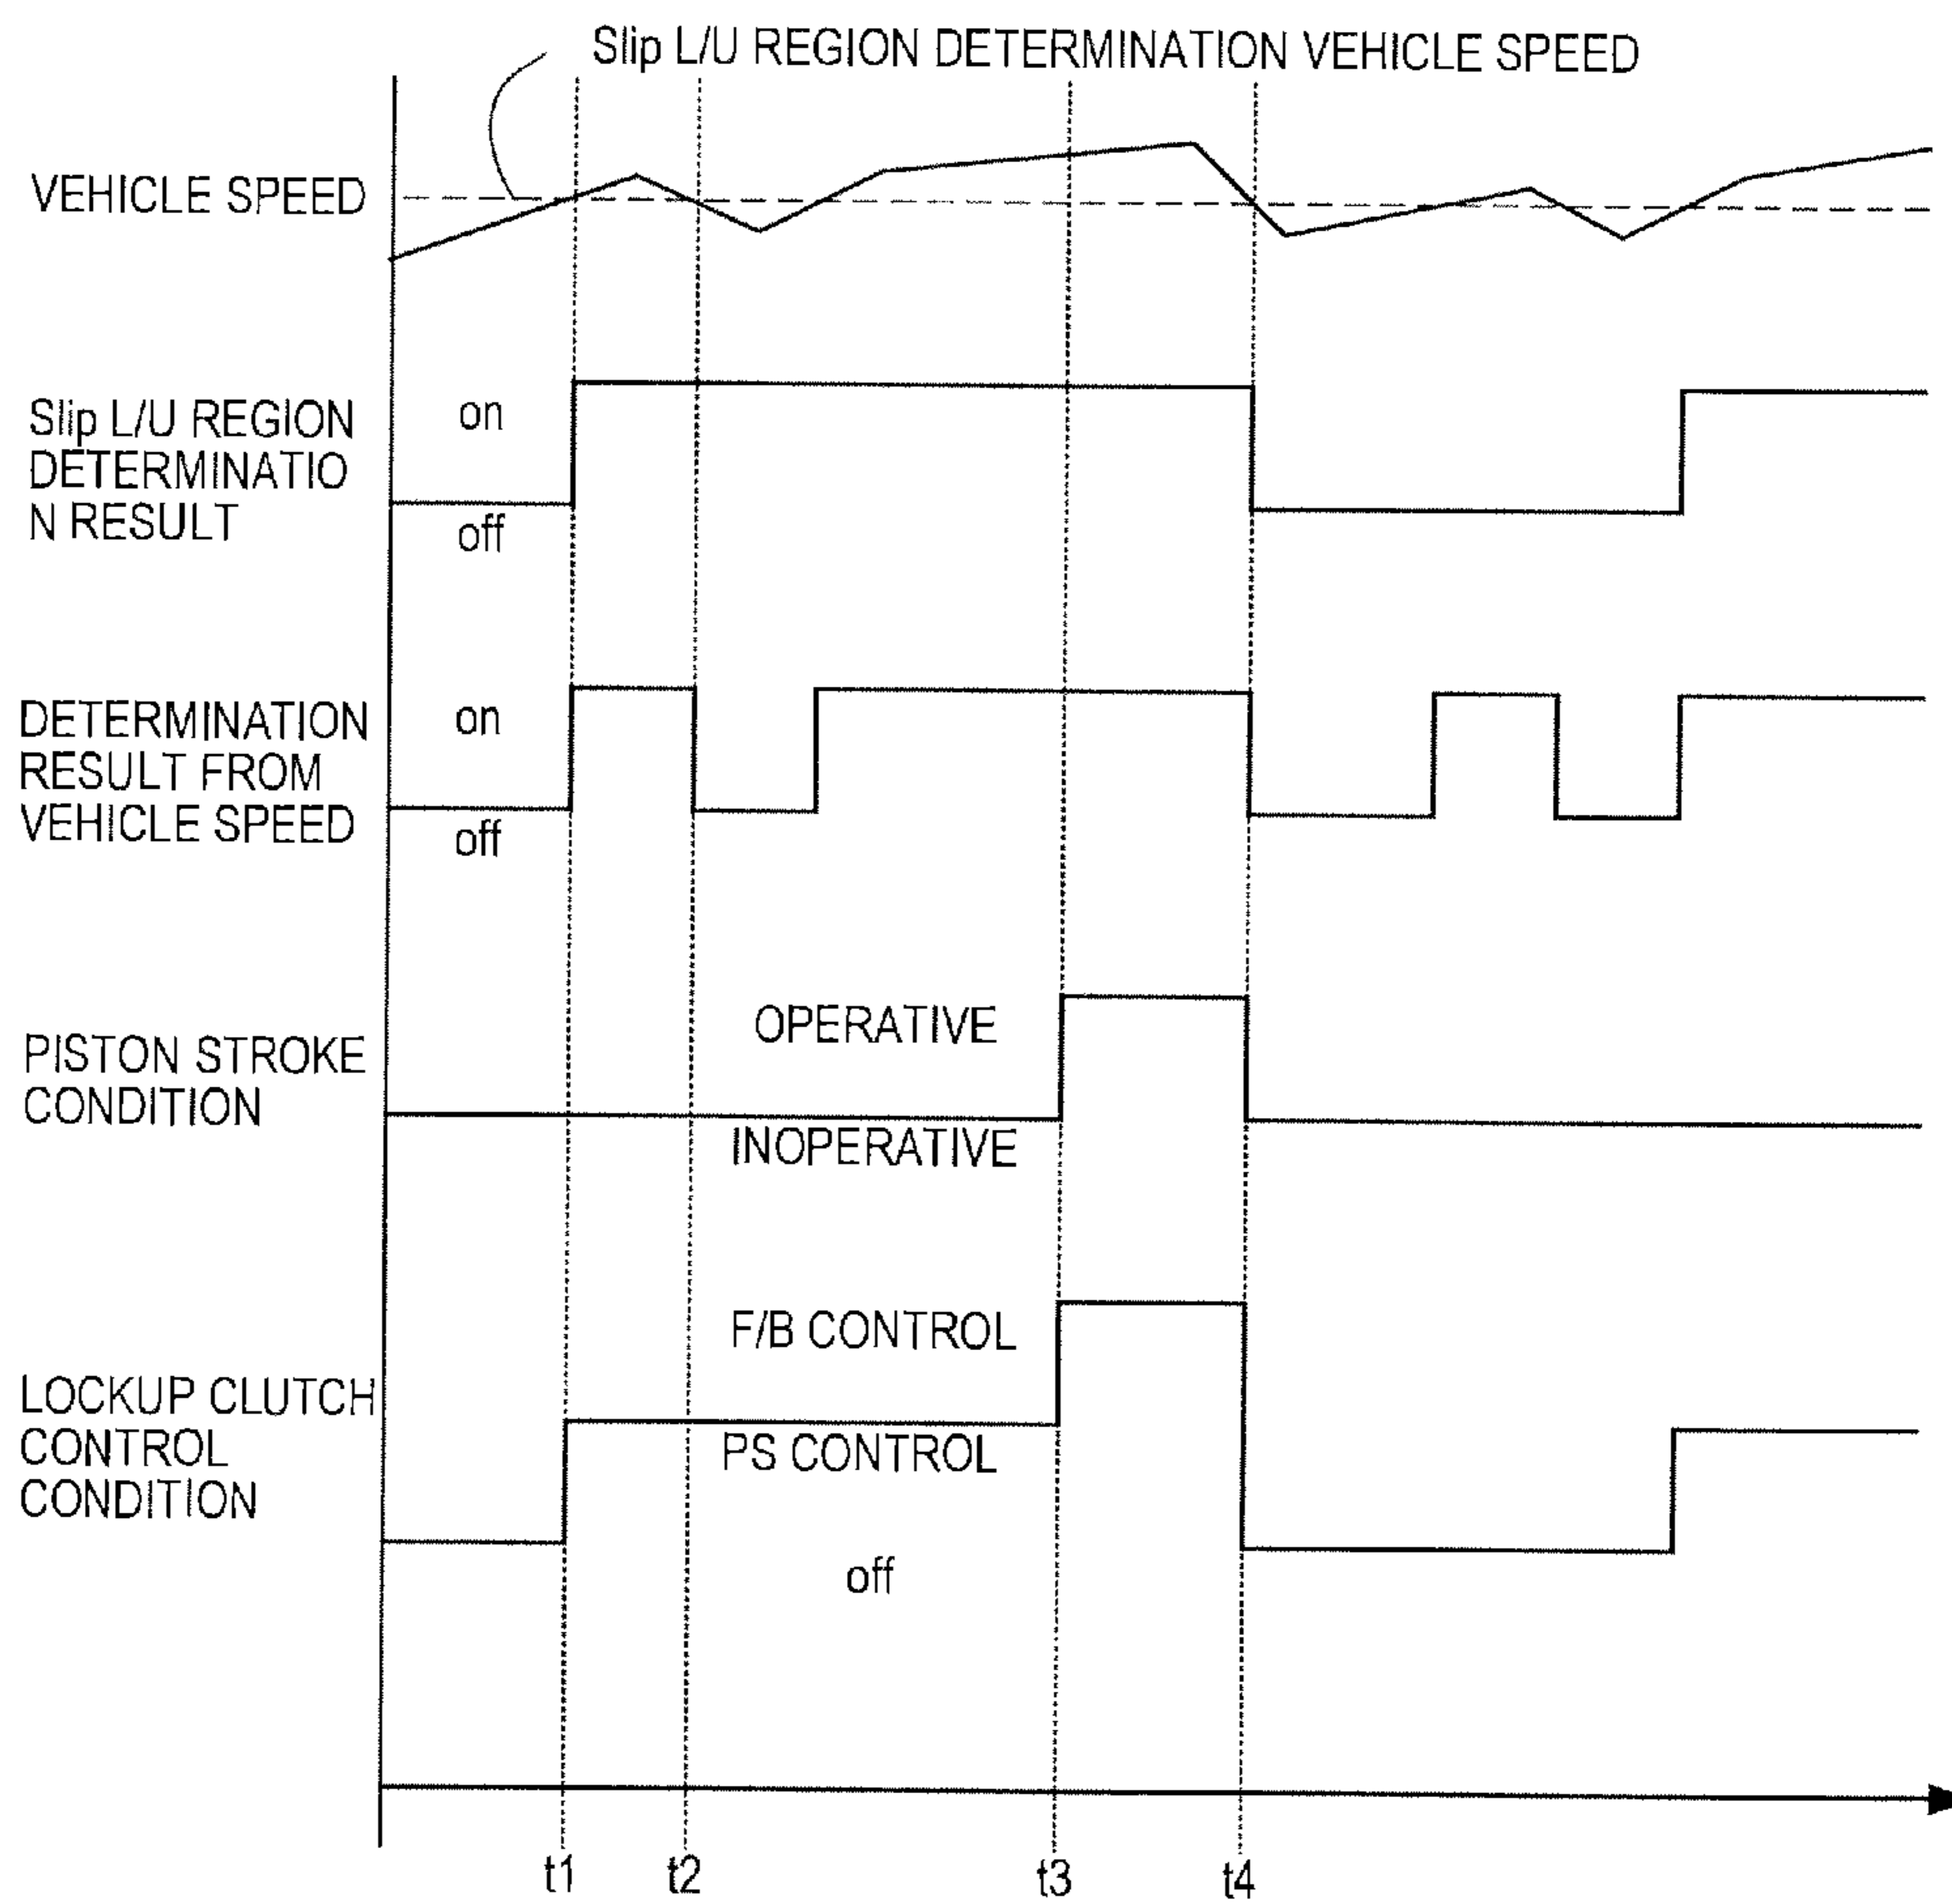 Slip L/U REGION DETERMINATION VEHICLE SPEED
VEHICLE SPEED
Slip L/U REGION
DETERMINATIO
N RESULT
on
off
DETERMINATION
RESULT FROM
VEHICLE SPEED
on
off
PISTON STROKE
CONDITION
OPERATIVE
INOPERATIVE
LOCKUP CLUTCH
CONTROL
CONDITION
F/B CONTROL
PS CONTROL
off
t1 t2 t3 t4